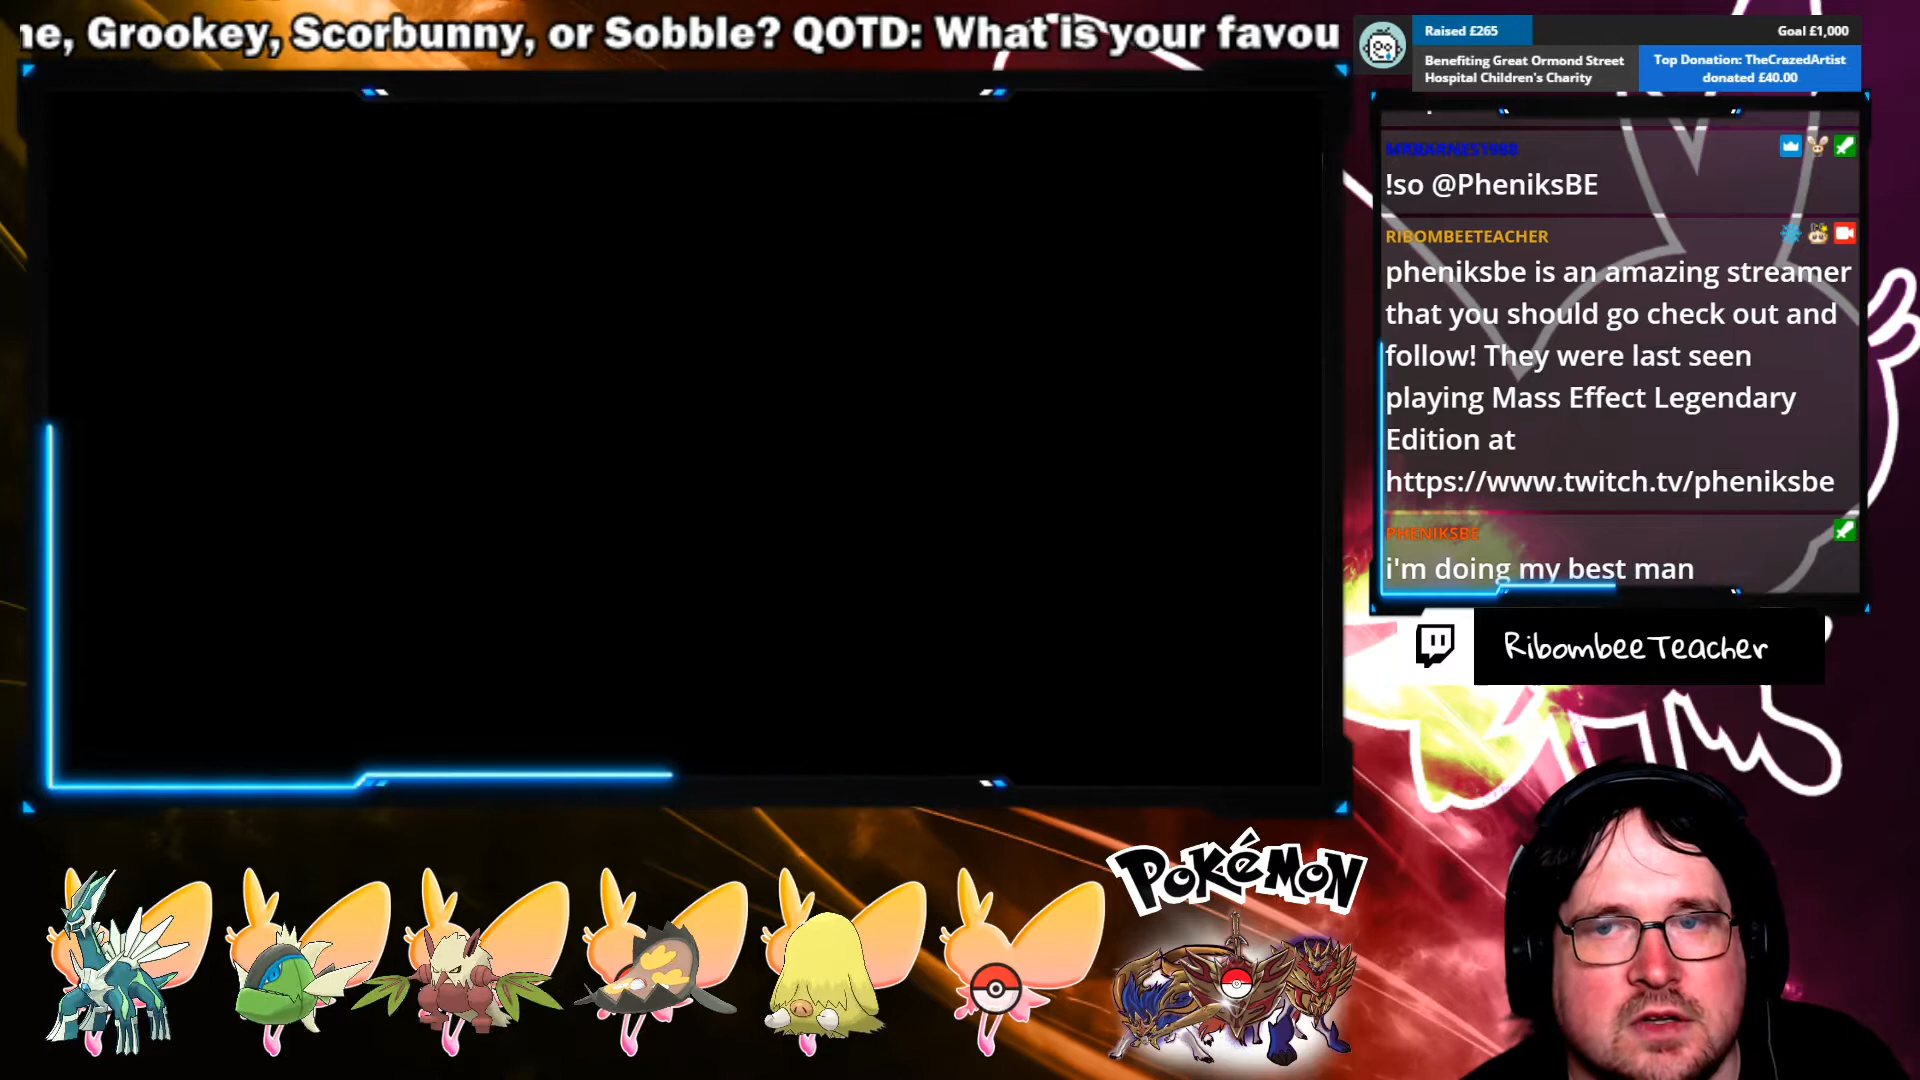 ne, Grookey, Scorbunny, or Sobble? QOTD: What is your favou
Raised £265
Goal £1,000
Benefiting Great Ormond Street
Hospital Children's Charity
Top Donation: TheCrazedArtist
donated £40.00
MRBARNES1988
!so @PheniksBE
RIBOMBEETEACHER
pheniksbe is an amazing streamer
that you should go check out and
follow! They were last seen
playing Mass Effect Legendary
Edition at
https://www.twitch.tv/pheniksbe
PHENIKSBE
i'm doing my best man
RibombeeTeacher
POKéMON